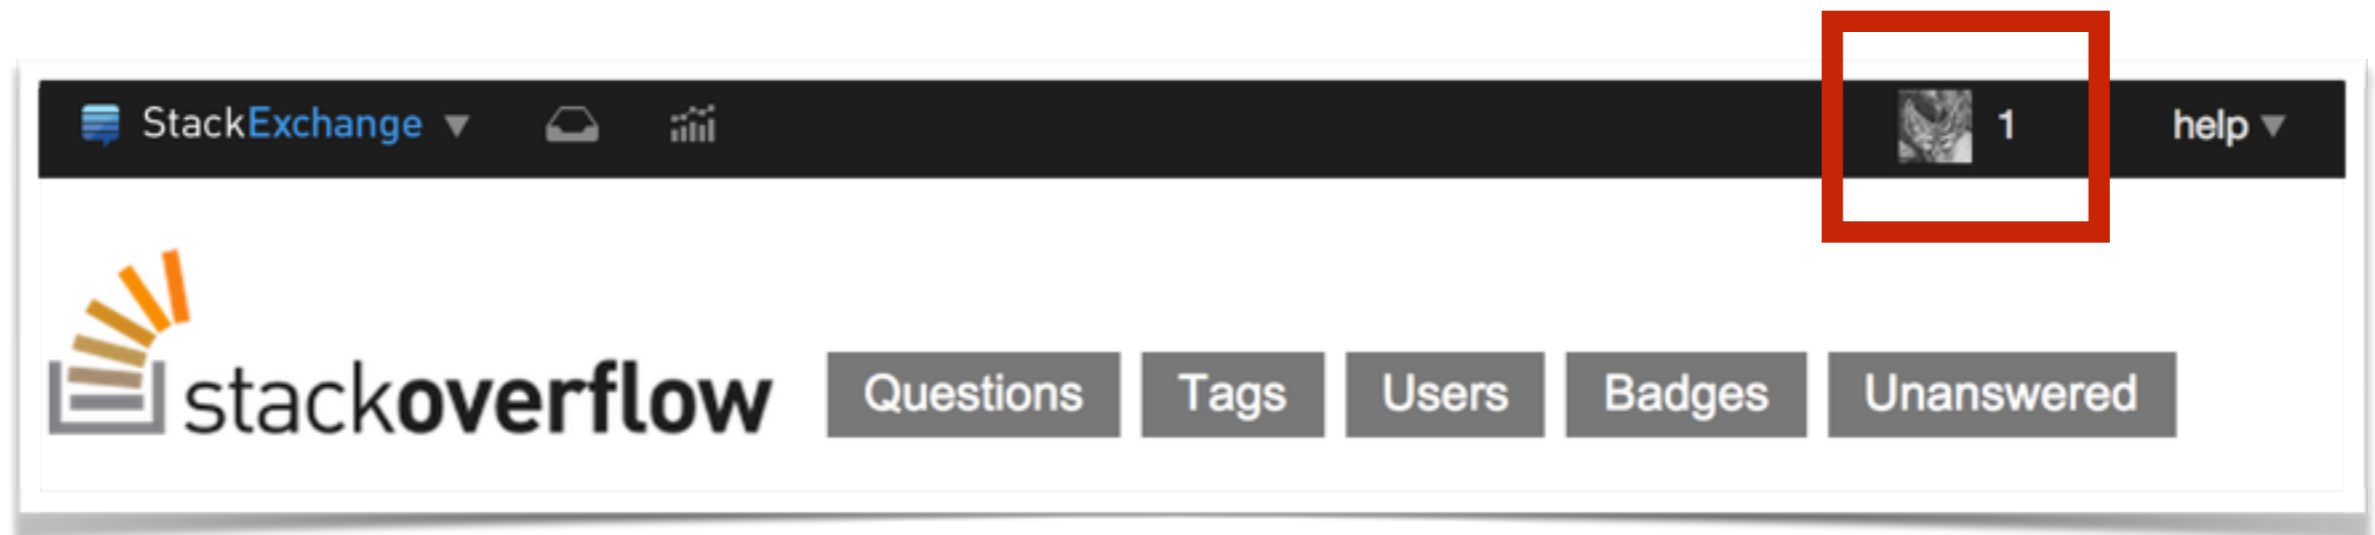 StackExchange 1 help
stackoverflow Questions Tags Users Badges Unanswered